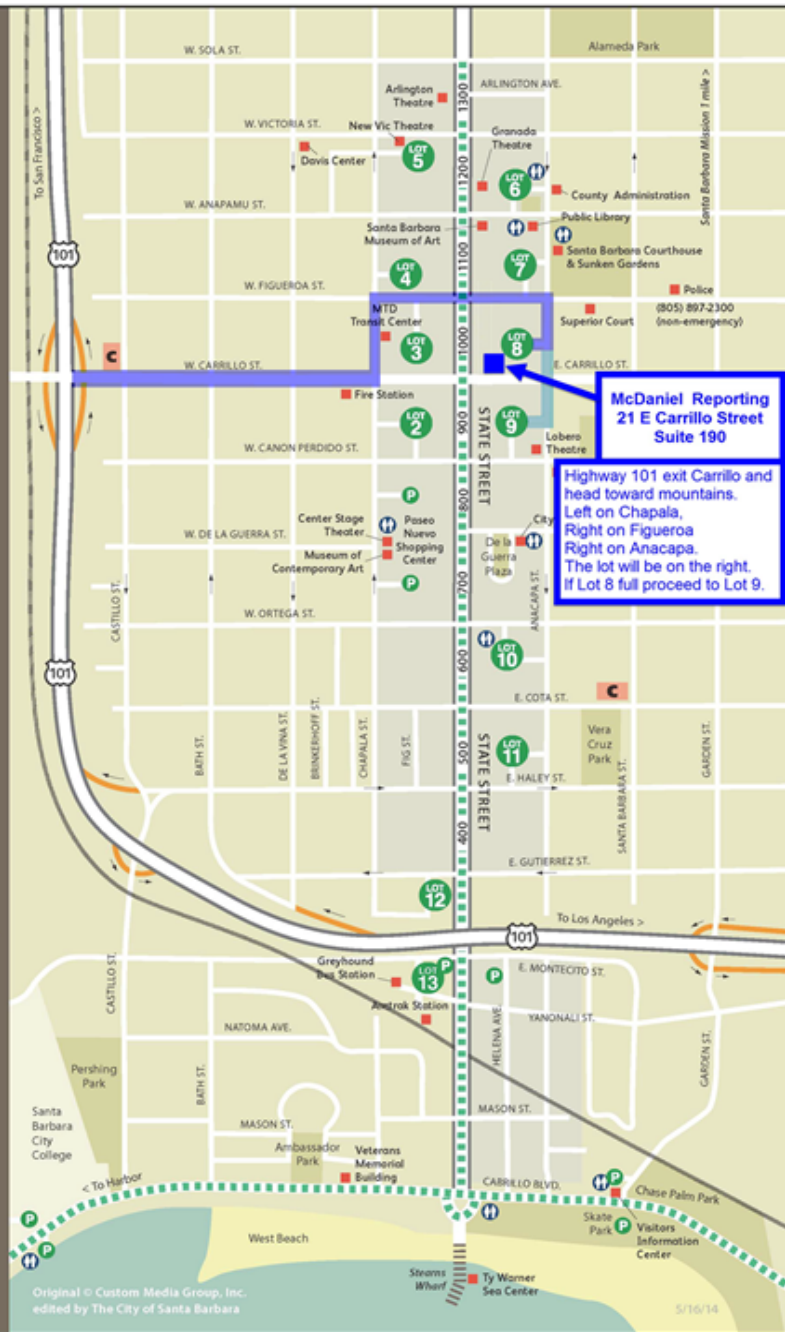 W. SOLA ST.
Alameda Park
To San Francisco >
Arlington
Theatre
1300
ARLINGTON AVE.
Santa Barbara Mission 1 mile >
W. VICTORIA ST.
New Vic Theatre
Granada
Theatre
Davis Center
LOT
5
1200
LOT
6
County Administration
W. ANAPAMU ST.
Public Library
Santa Barbara
Museum of Art
101
1100
LOT
7
Santa Barbara Courthouse
& Sunken Gardens
LOT
4
W. FIGUEROA ST.
Police
(805) 897-2300
(non-emergency)
MTD
Transit Center
Superior Court
LOT
3
1000
LOT
8
C
W. CARRILLO ST.
E. CARRILLO ST.
Fire Station
McDaniel Reporting
21 E Carrillo Street
Suite 190
LOT
2
900
STATE STREET
LOT
9
W. CANON PERDIDO ST.
Lobero
Theatre
Highway 101 exit Carrillo and
head toward mountains.
Left on Chapala,
Right on Figueroa
Right on Anacapa.
The lot will be on the right.
If Lot 8 full proceed to Lot 9.
P
800
Center Stage
Theater
Paseo
Nuevo
Shopping
Center
W. DE LA GUERRA ST.
City
De la
Guerra
Plaza
Museum of
Contemporary Art
P
700
CASTILLO ST.
ANACAPA ST.
W. ORTEGA ST.
LOT
10
600
101
E. COTA ST.
C
BATH ST.
DE LA VINA ST.
BRINKERHOFF ST.
CHAPALA ST.
FIG ST.
500
STATE STREET
LOT
11
Vera
Cruz
Park
GARDEN ST.
SANTA BARBARA ST.
E. HALEY ST.
400
E. GUTIERREZ ST.
LOT
12
To Los Angeles >
101
Greyhound
Bus Station
LOT
13
P
P
E. MONTECITO ST.
CASTILLO ST.
Amtrak Station
YANONALI ST.
NATOMA AVE.
HELENA AVE.
GARDEN ST.
Pershing
Park
BATH ST.
Santa
Barbara
City
College
MASON ST.
MASON ST.
Ambassador
Park
Veterans
Memorial
Building
< To Harbor
CABRILLO BLVD.
P
Chase Palm Park
P
P
West Beach
Skate
Park
P
Visitors
Information
Center
Stearns
Wharf
Ty Warner
Sea Center
Original © Custom Media Group, Inc.
edited by The City of Santa Barbara
5/16/14